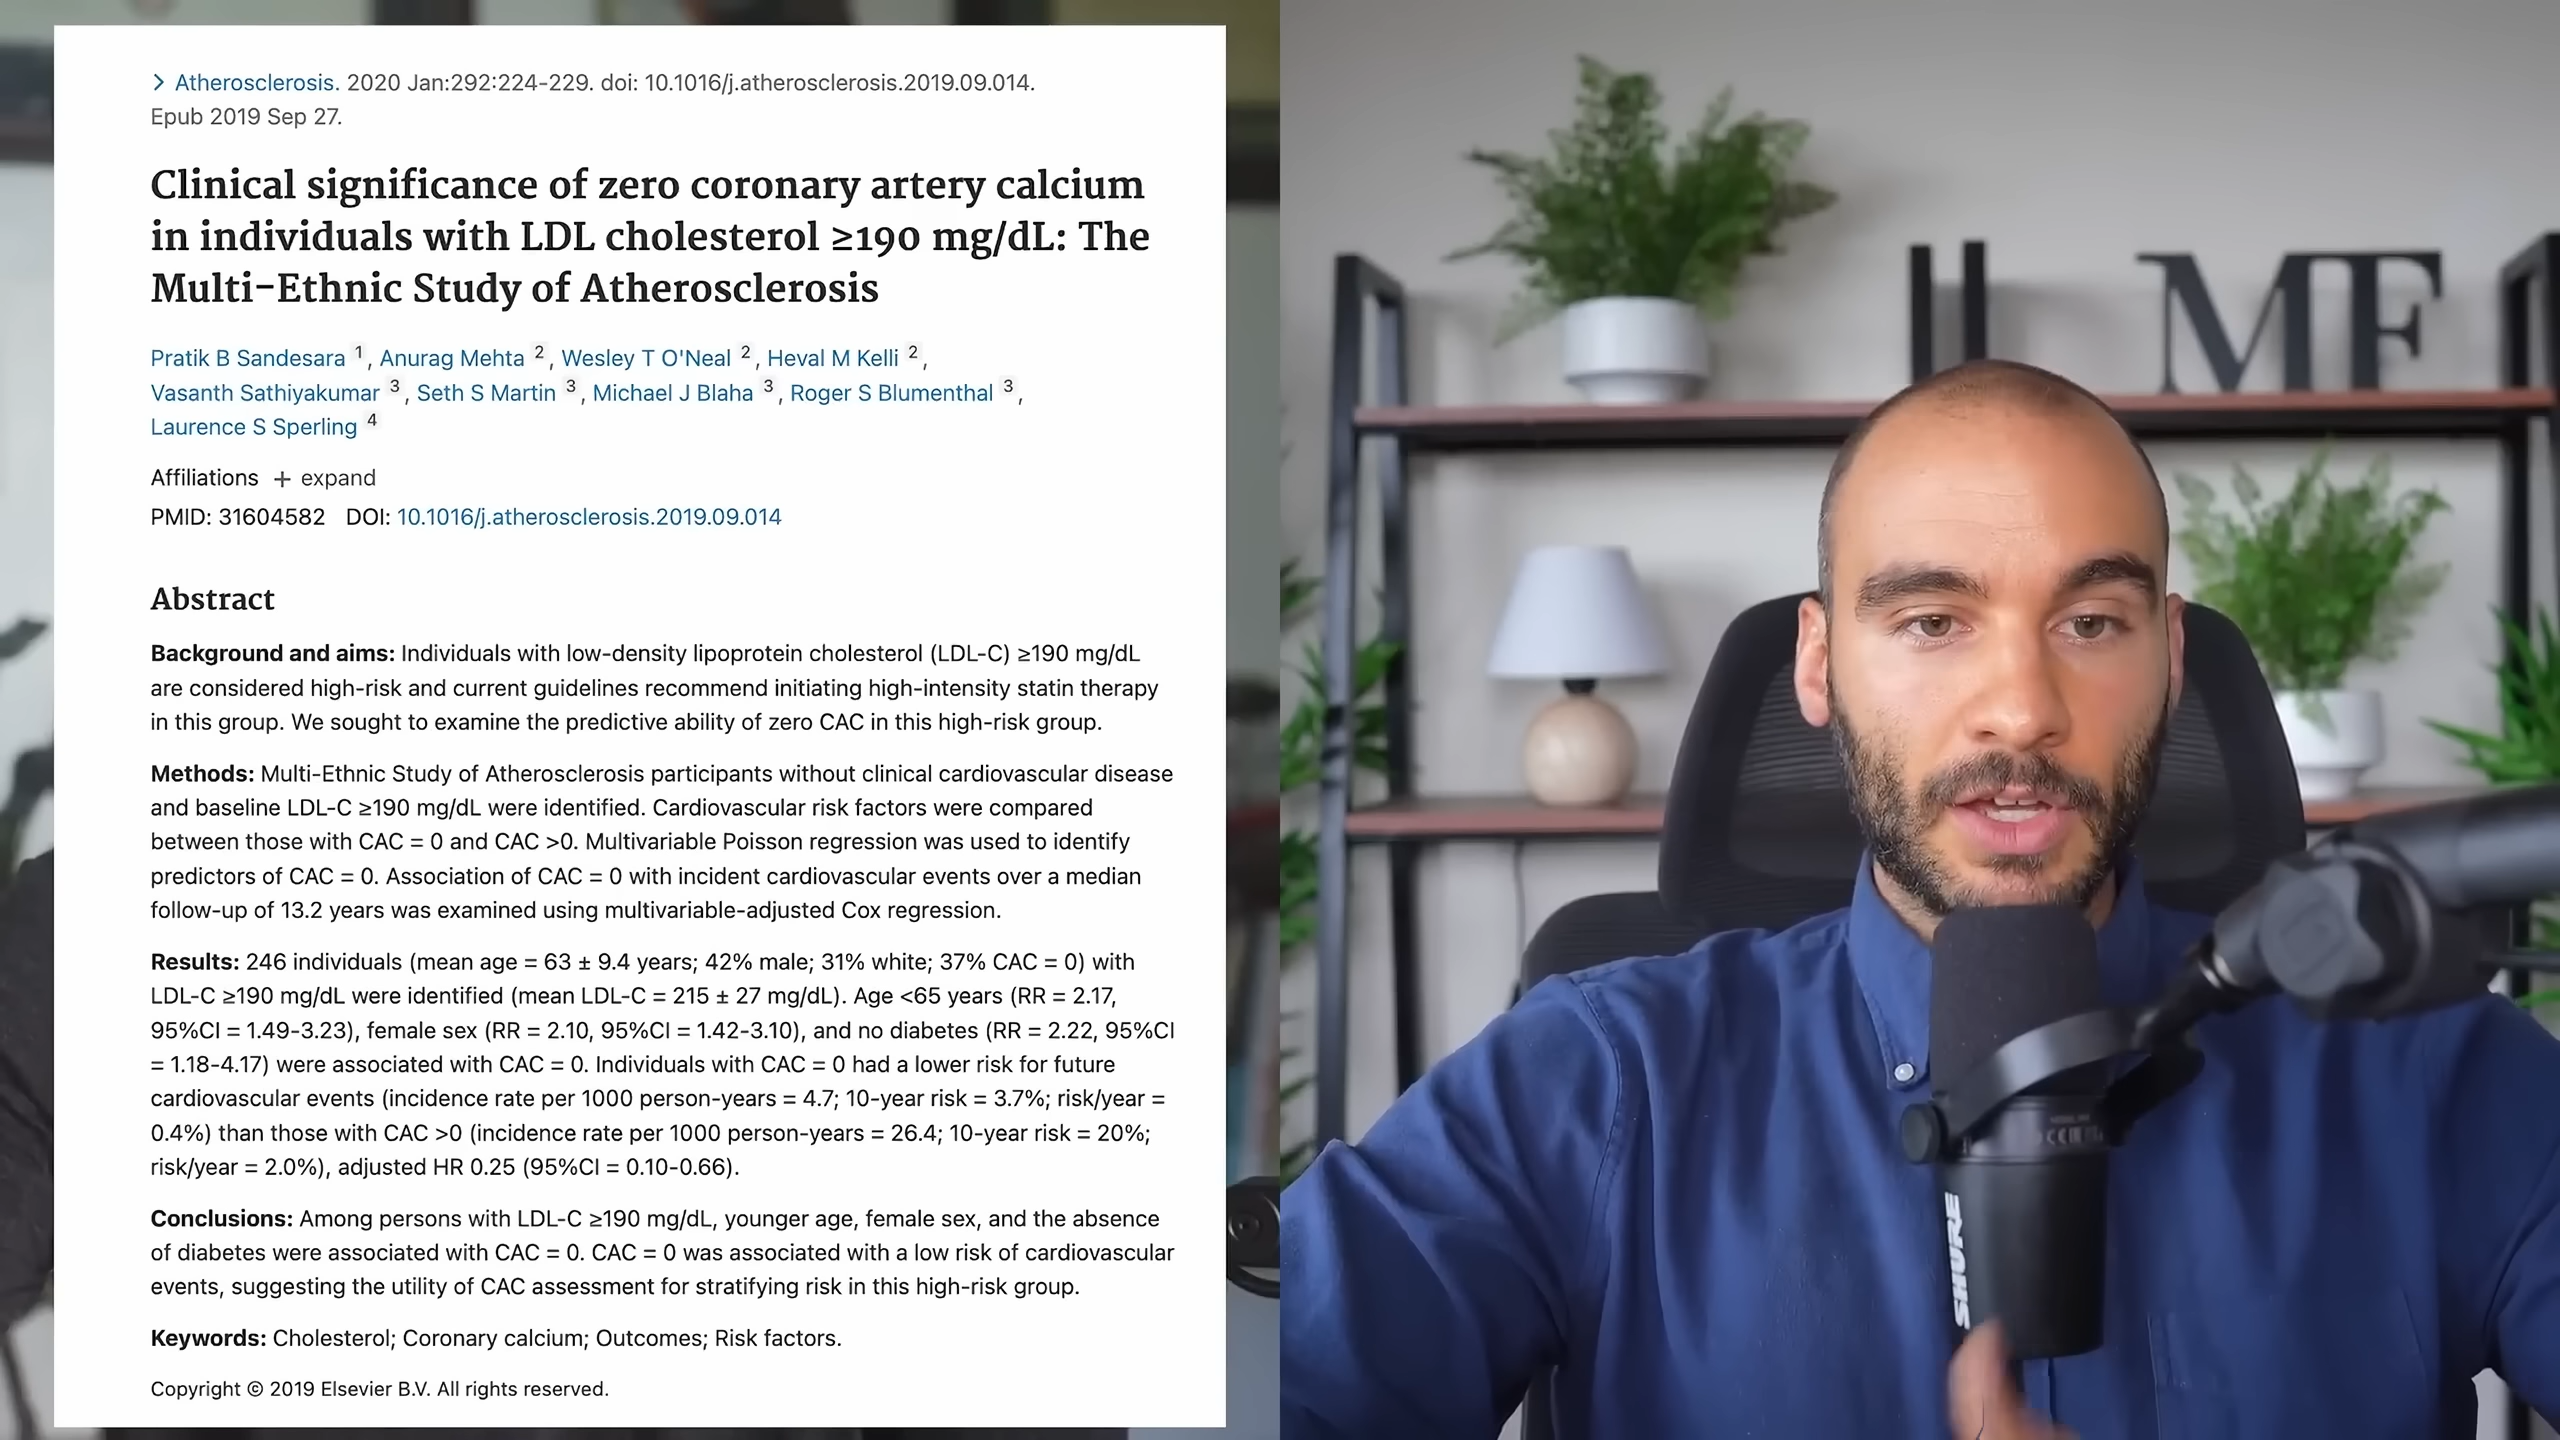 > Atherosclerosis. 2020 Jan:292:224-229. doi: 10.1016/j.atherosclerosis.2019.09.014.
Epub 2019 Sep 27.
Clinical significance of zero coronary artery calcium
in individuals with LDL cholesterol ≥190 mg/dL: The
Multi-Ethnic Study of Atherosclerosis
Pratik B Sandesara 1, Anurag Mehta 2, Wesley T O'Neal 2, Heval M Kelli 2,
Vasanth Sathiyakumar 3, Seth S Martin 3, Michael J Blaha 3, Roger S Blumenthal 3,
Laurence S Sperling 4
Affiliations + expand
PMID: 31604582 DOI: 10.1016/j.atherosclerosis.2019.09.014
Abstract
Background and aims: Individuals with low-density lipoprotein cholesterol (LDL-C) ≥190 mg/dL
are considered high-risk and current guidelines recommend initiating high-intensity statin therapy
in this group. We sought to examine the predictive ability of zero CAC in this high-risk group.
Methods: Multi-Ethnic Study of Atherosclerosis participants without clinical cardiovascular disease
and baseline LDL-C ≥190 mg/dL were identified. Cardiovascular risk factors were compared
between those with CAC = 0 and CAC >0. Multivariable Poisson regression was used to identify
predictors of CAC = 0. Association of CAC = 0 with incident cardiovascular events over a median
follow-up of 13.2 years was examined using multivariable-adjusted Cox regression.
Results: 246 individuals (mean age = 63 ± 9.4 years; 42% male; 31% white; 37% CAC = 0) with
LDL-C ≥190 mg/dL were identified (mean LDL-C = 215 ± 27 mg/dL). Age <65 years (RR = 2.17,
95%CI = 1.49-3.23), female sex (RR = 2.10, 95%CI = 1.42-3.10), and no diabetes (RR = 2.22, 95%CI
= 1.18-4.17) were associated with CAC = 0. Individuals with CAC = 0 had a lower risk for future
cardiovascular events (incidence rate per 1000 person-years = 4.7; 10-year risk = 3.7%; risk/year =
0.4%) than those with CAC >0 (incidence rate per 1000 person-years = 26.4; 10-year risk = 20%;
risk/year = 2.0%), adjusted HR 0.25 (95%CI = 0.10-0.66).
Conclusions: Among persons with LDL-C ≥190 mg/dL, younger age, female sex, and the absence
of diabetes were associated with CAC = 0. CAC = 0 was associated with a low risk of cardiovascular
events, suggesting the utility of CAC assessment for stratifying risk in this high-risk group.
Keywords: Cholesterol; Coronary calcium; Outcomes; Risk factors.
Copyright © 2019 Elsevier B.V. All rights reserved.
MF
SHURE